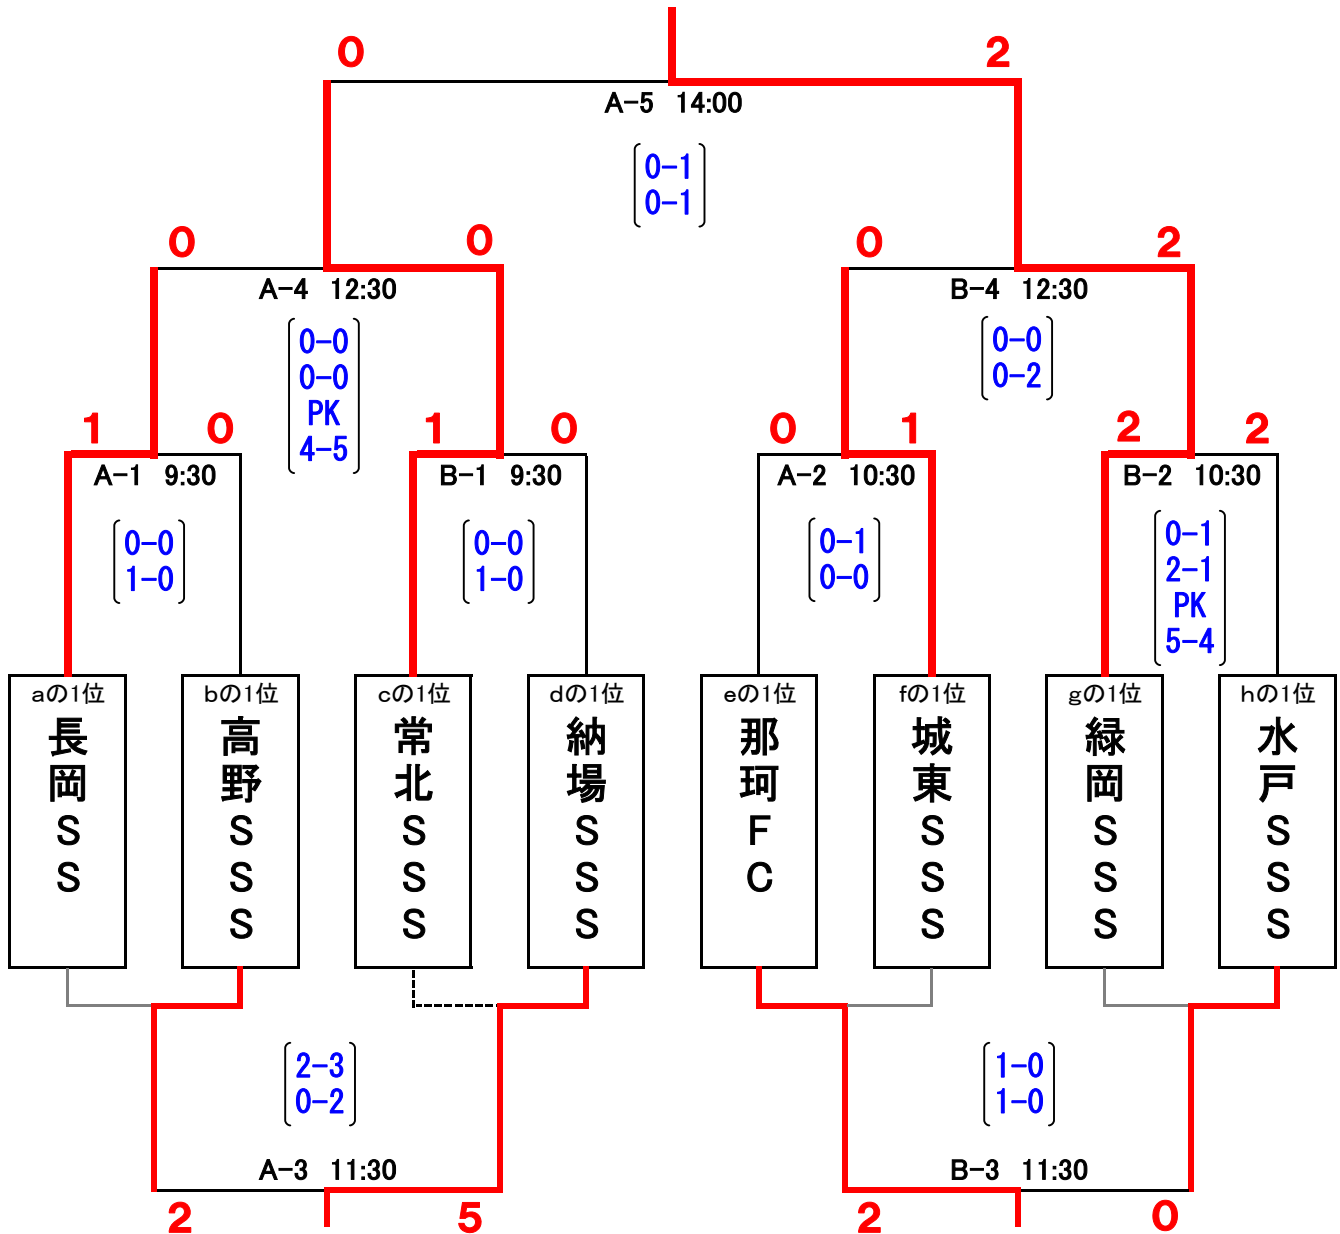 0 2
A-5 14:00
0-1
0-1
0 0 0 2
A-4 12:30 B-4 12:30
0-0
0-0
PK
4-5
0-0
0-2
1 0 1 0 0 1 2 2
A-1 9:30 B-1 9:30 A-2 10:30 B-2 10:30
0-0
1-0
0-0
1-0
0-1
0-0
0-1
2-1
PK
5-4
aの1位
長岡SS
bの1位
高野SSS
cの1位
常北SSS
dの1位
納場SSS
eの1位
那珂FC
fの1位
城東SSS
gの1位
緑岡SSS
hの1位
水戸SSS
2-3
0-2
1-0
1-0
A-3 11:30 B-3 11:30
2 5 2 0